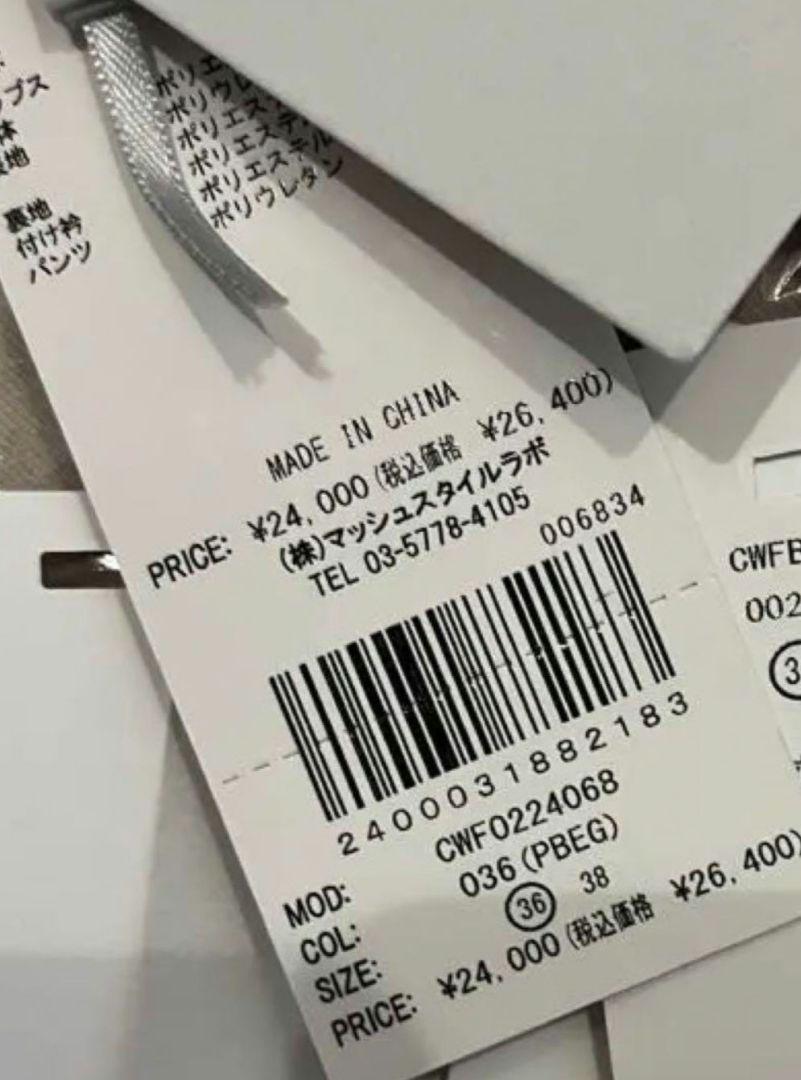 ップス
体
地
裏地
付け衿
パンツ
ポリエ
ポリウレ
ポリエス
ポリエステ
ポリエステル
ポリウレタン
MADE IN CHINA
PRICE: ¥24,000(税込価格 ¥26,400)
(株)マッシュスタイルラボ
TEL 03-5778-4105
006834
2400031882183
MOD: CWFO224068
COL: 036(PBEG)
SIZE: 36 38
PRICE: ¥24,000(税込価格 ¥26,400)
CWFB
002
3